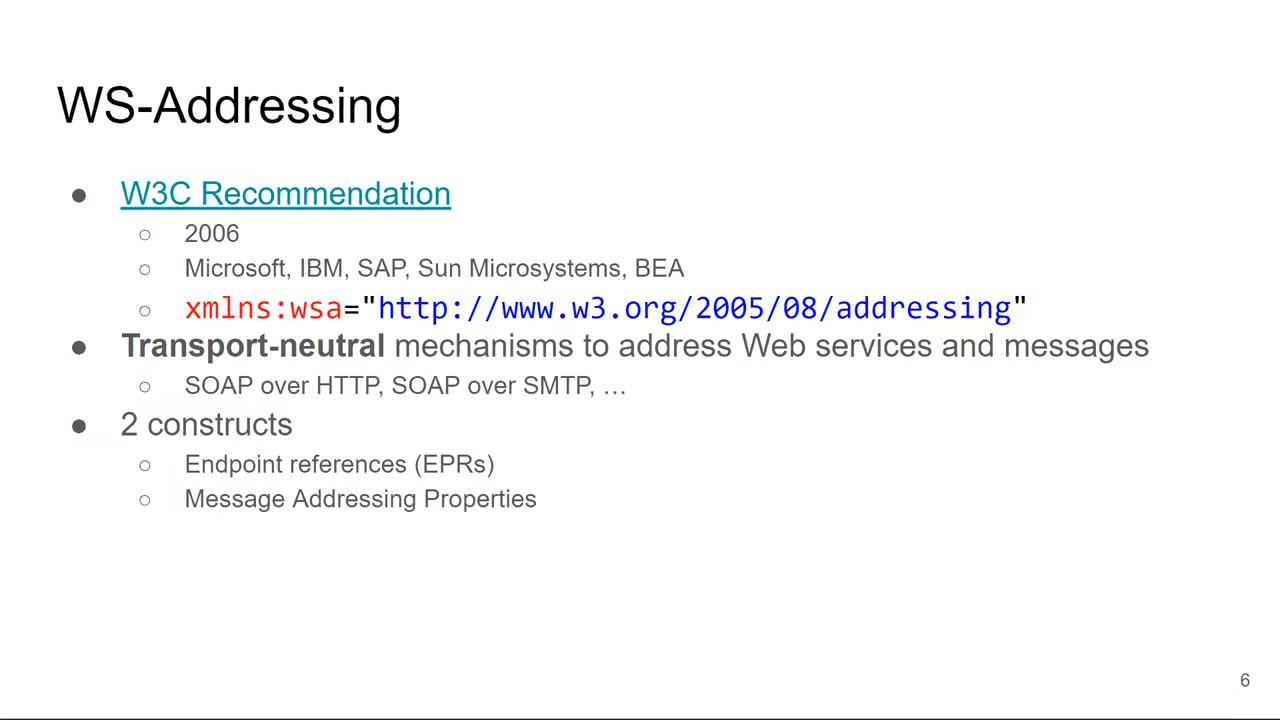 WS-Addressing
● W3C Recommendation
○ 2006
○ Microsoft, IBM, SAP, Sun Microsystems, BEA
○ xmlns:wsa="http://www.w3.org/2005/08/addressing"
● Transport-neutral mechanisms to address Web services and messages
○ SOAP over HTTP, SOAP over SMTP, …
● 2 constructs
○ Endpoint references (EPRs)
○ Message Addressing Properties
6